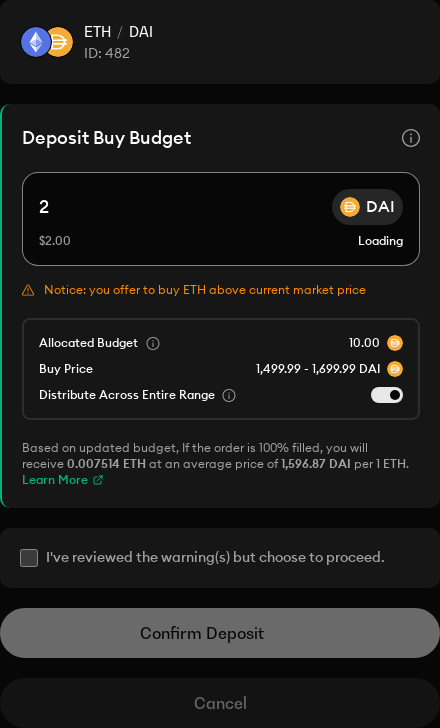 ETH / DAI
ID: 482
Deposit Buy Budget
2 DAI
$2.00 Loading
Notice: you offer to buy ETH above current market price
Allocated Budget 10.00
Buy Price 1,499.99 - 1,699.99 DAI
Distribute Across Entire Range
Based on updated budget, If the order is 100% filled, you will
receive 0.007514 ETH at an average price of 1,596.87 DAI per 1 ETH.
Learn More
I've reviewed the warning(s) but choose to proceed.
Confirm Deposit
Cancel